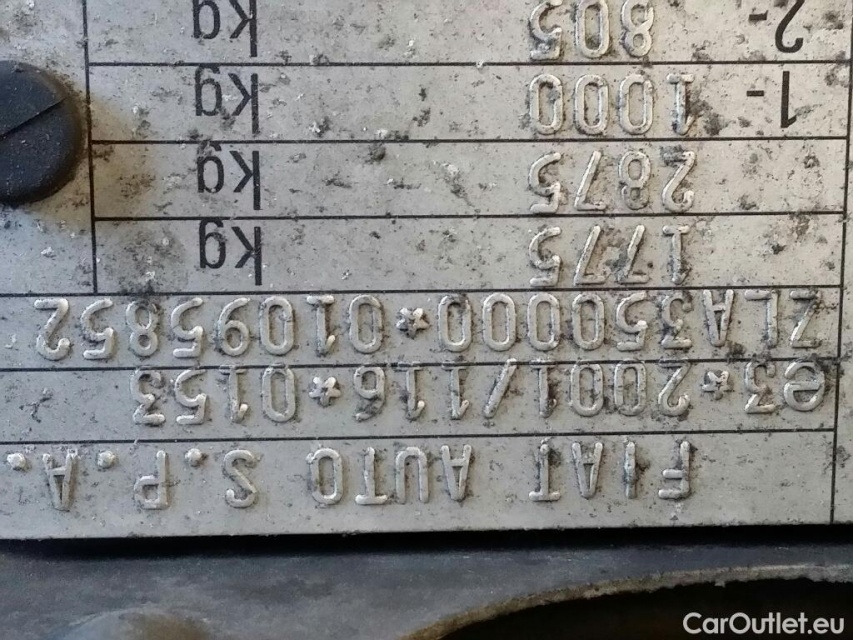 FIAT AUTO S.P.A.
e3*2001/116*0153
ZLA350000*01095852
1775 kg
2875 kg
1- 1000 kg
2- 805 kg
CarOutlet.eu